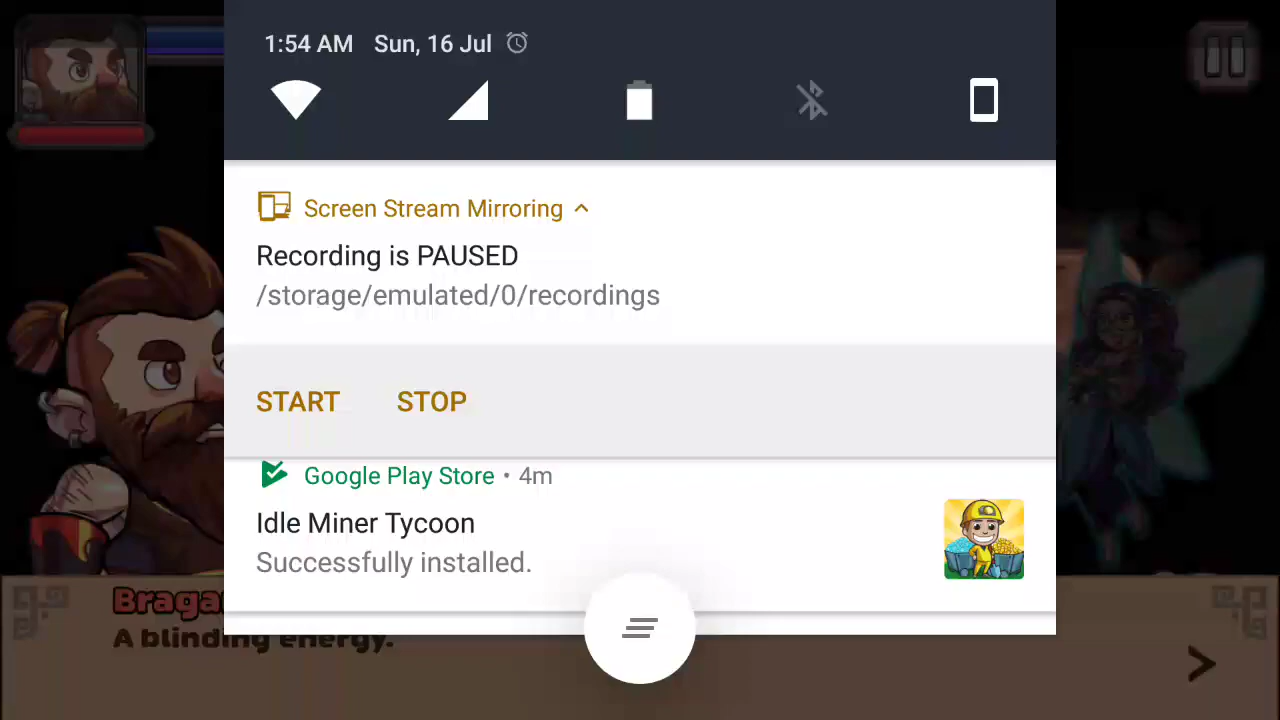 1:54 AM Sun, 16 Jul
Screen Stream Mirroring
Recording is PAUSED
/storage/emulated/0/recordings
START STOP
Google Play Store • 4m
Idle Miner Tycoon
Successfully installed.
A blinding energy.